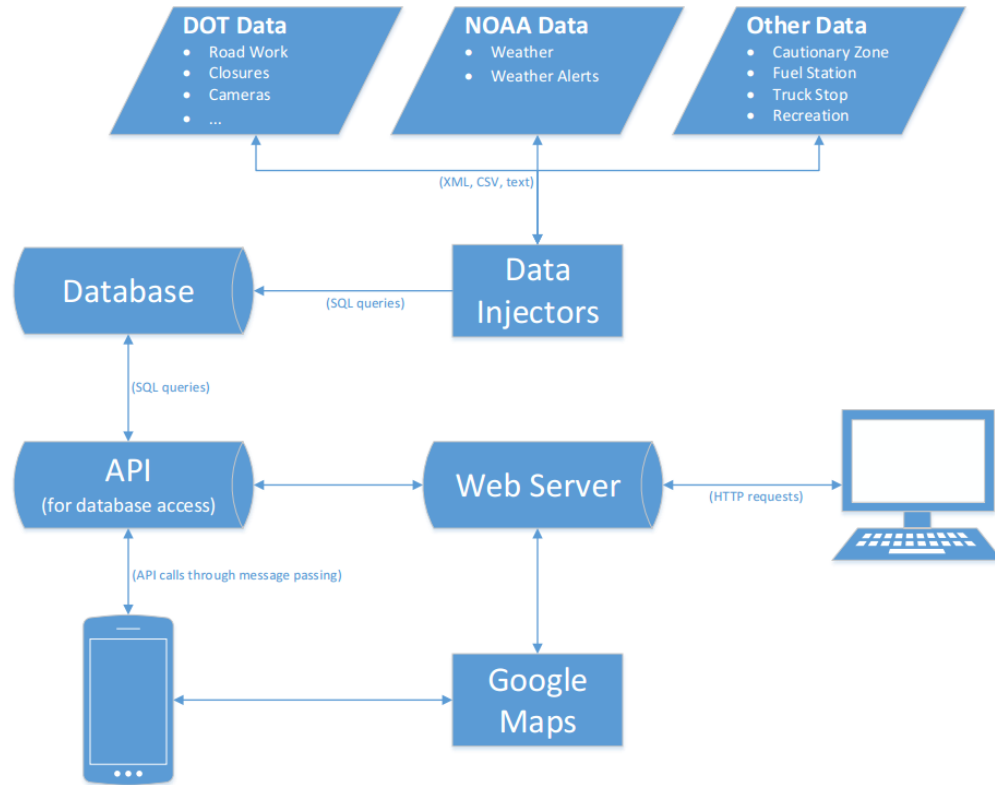 DOT Data
• Road Work
• Closures
• Cameras
• ...
NOAA Data
• Weather
• Weather Alerts
Other Data
• Cautionary Zone
• Fuel Station
• Truck Stop
• Recreation
(XML, CSV, text)
Database
(SQL queries)
Data
Injectors
(SQL queries)
API
(for database access)
Web Server
(HTTP requests)
(API calls through message passing)
Google
Maps